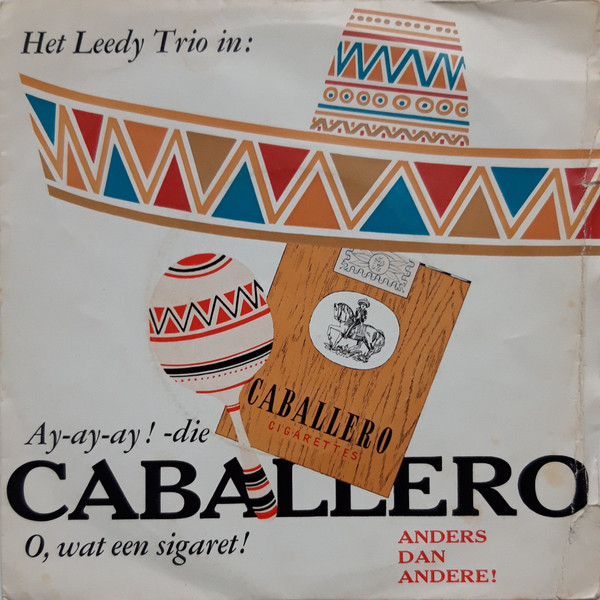 Het Leedy Trio in:
CABALLERO
CIGARETTES
Ay-ay-ay! -die
CABALLERO
O, wat een sigaret!
ANDERS
DAN
ANDERE!